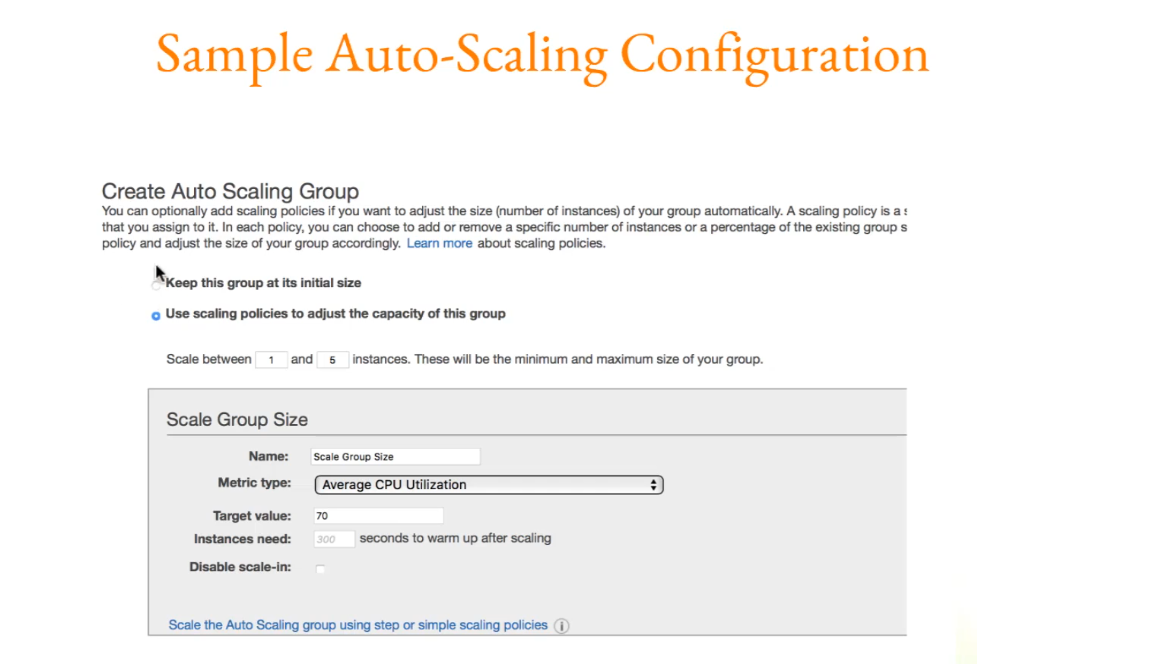 Sample Auto-Scaling Configuration
Create Auto Scaling Group
You can optionally add scaling policies if you want to adjust the size (number of instances) of your group automatically. A scaling policy is a
that you assign to it. In each policy, you can choose to add or remove a specific number of instances or a percentage of the existing group
policy and adjust the size of your group accordingly. Learn more about scaling policies.
Keep this group at its initial size
Use scaling policies to adjust the capacity of this group
Scale between 1 and 5 instances. These will be the minimum and maximum size of your group.
Scale Group Size
Name: Scale Group Size
Metric type: Average CPU Utilization
Target value: 70
Instances need: 300 seconds to warm up after scaling
Disable scale-in:
Scale the Auto Scaling group using step or simple scaling policies i